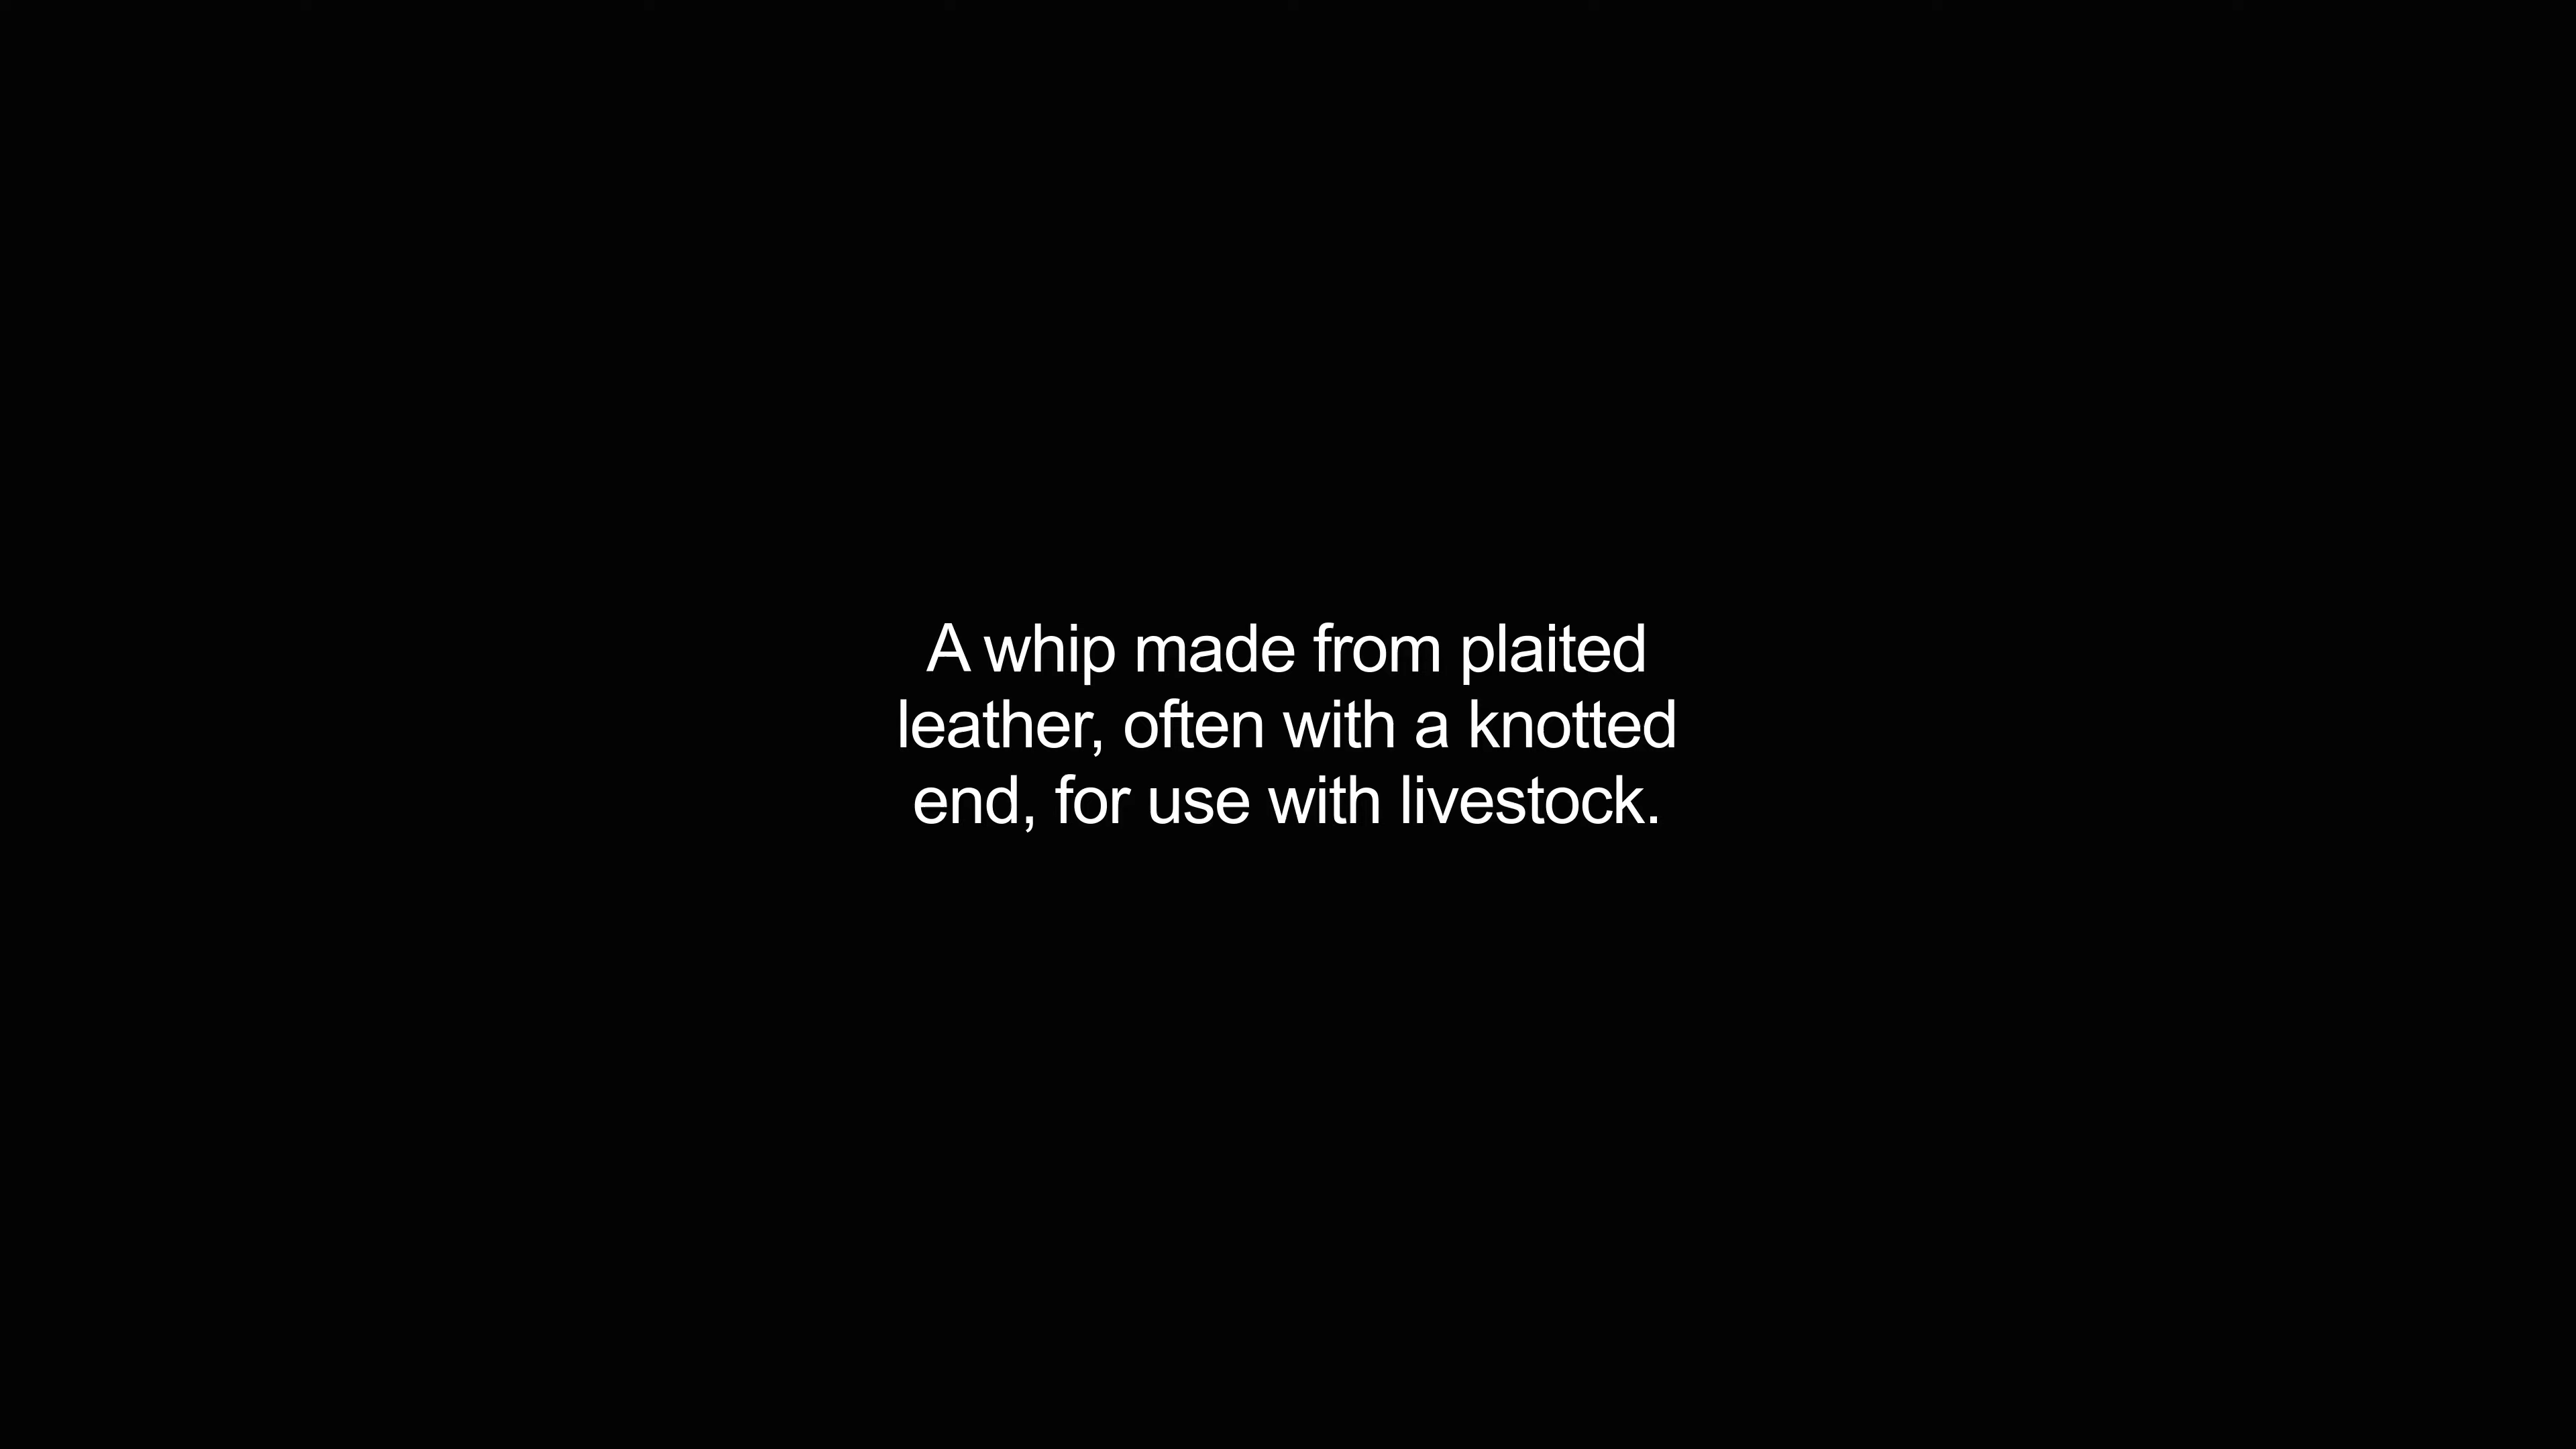 A whip made from plaited
leather, often with a knotted
end, for use with livestock.